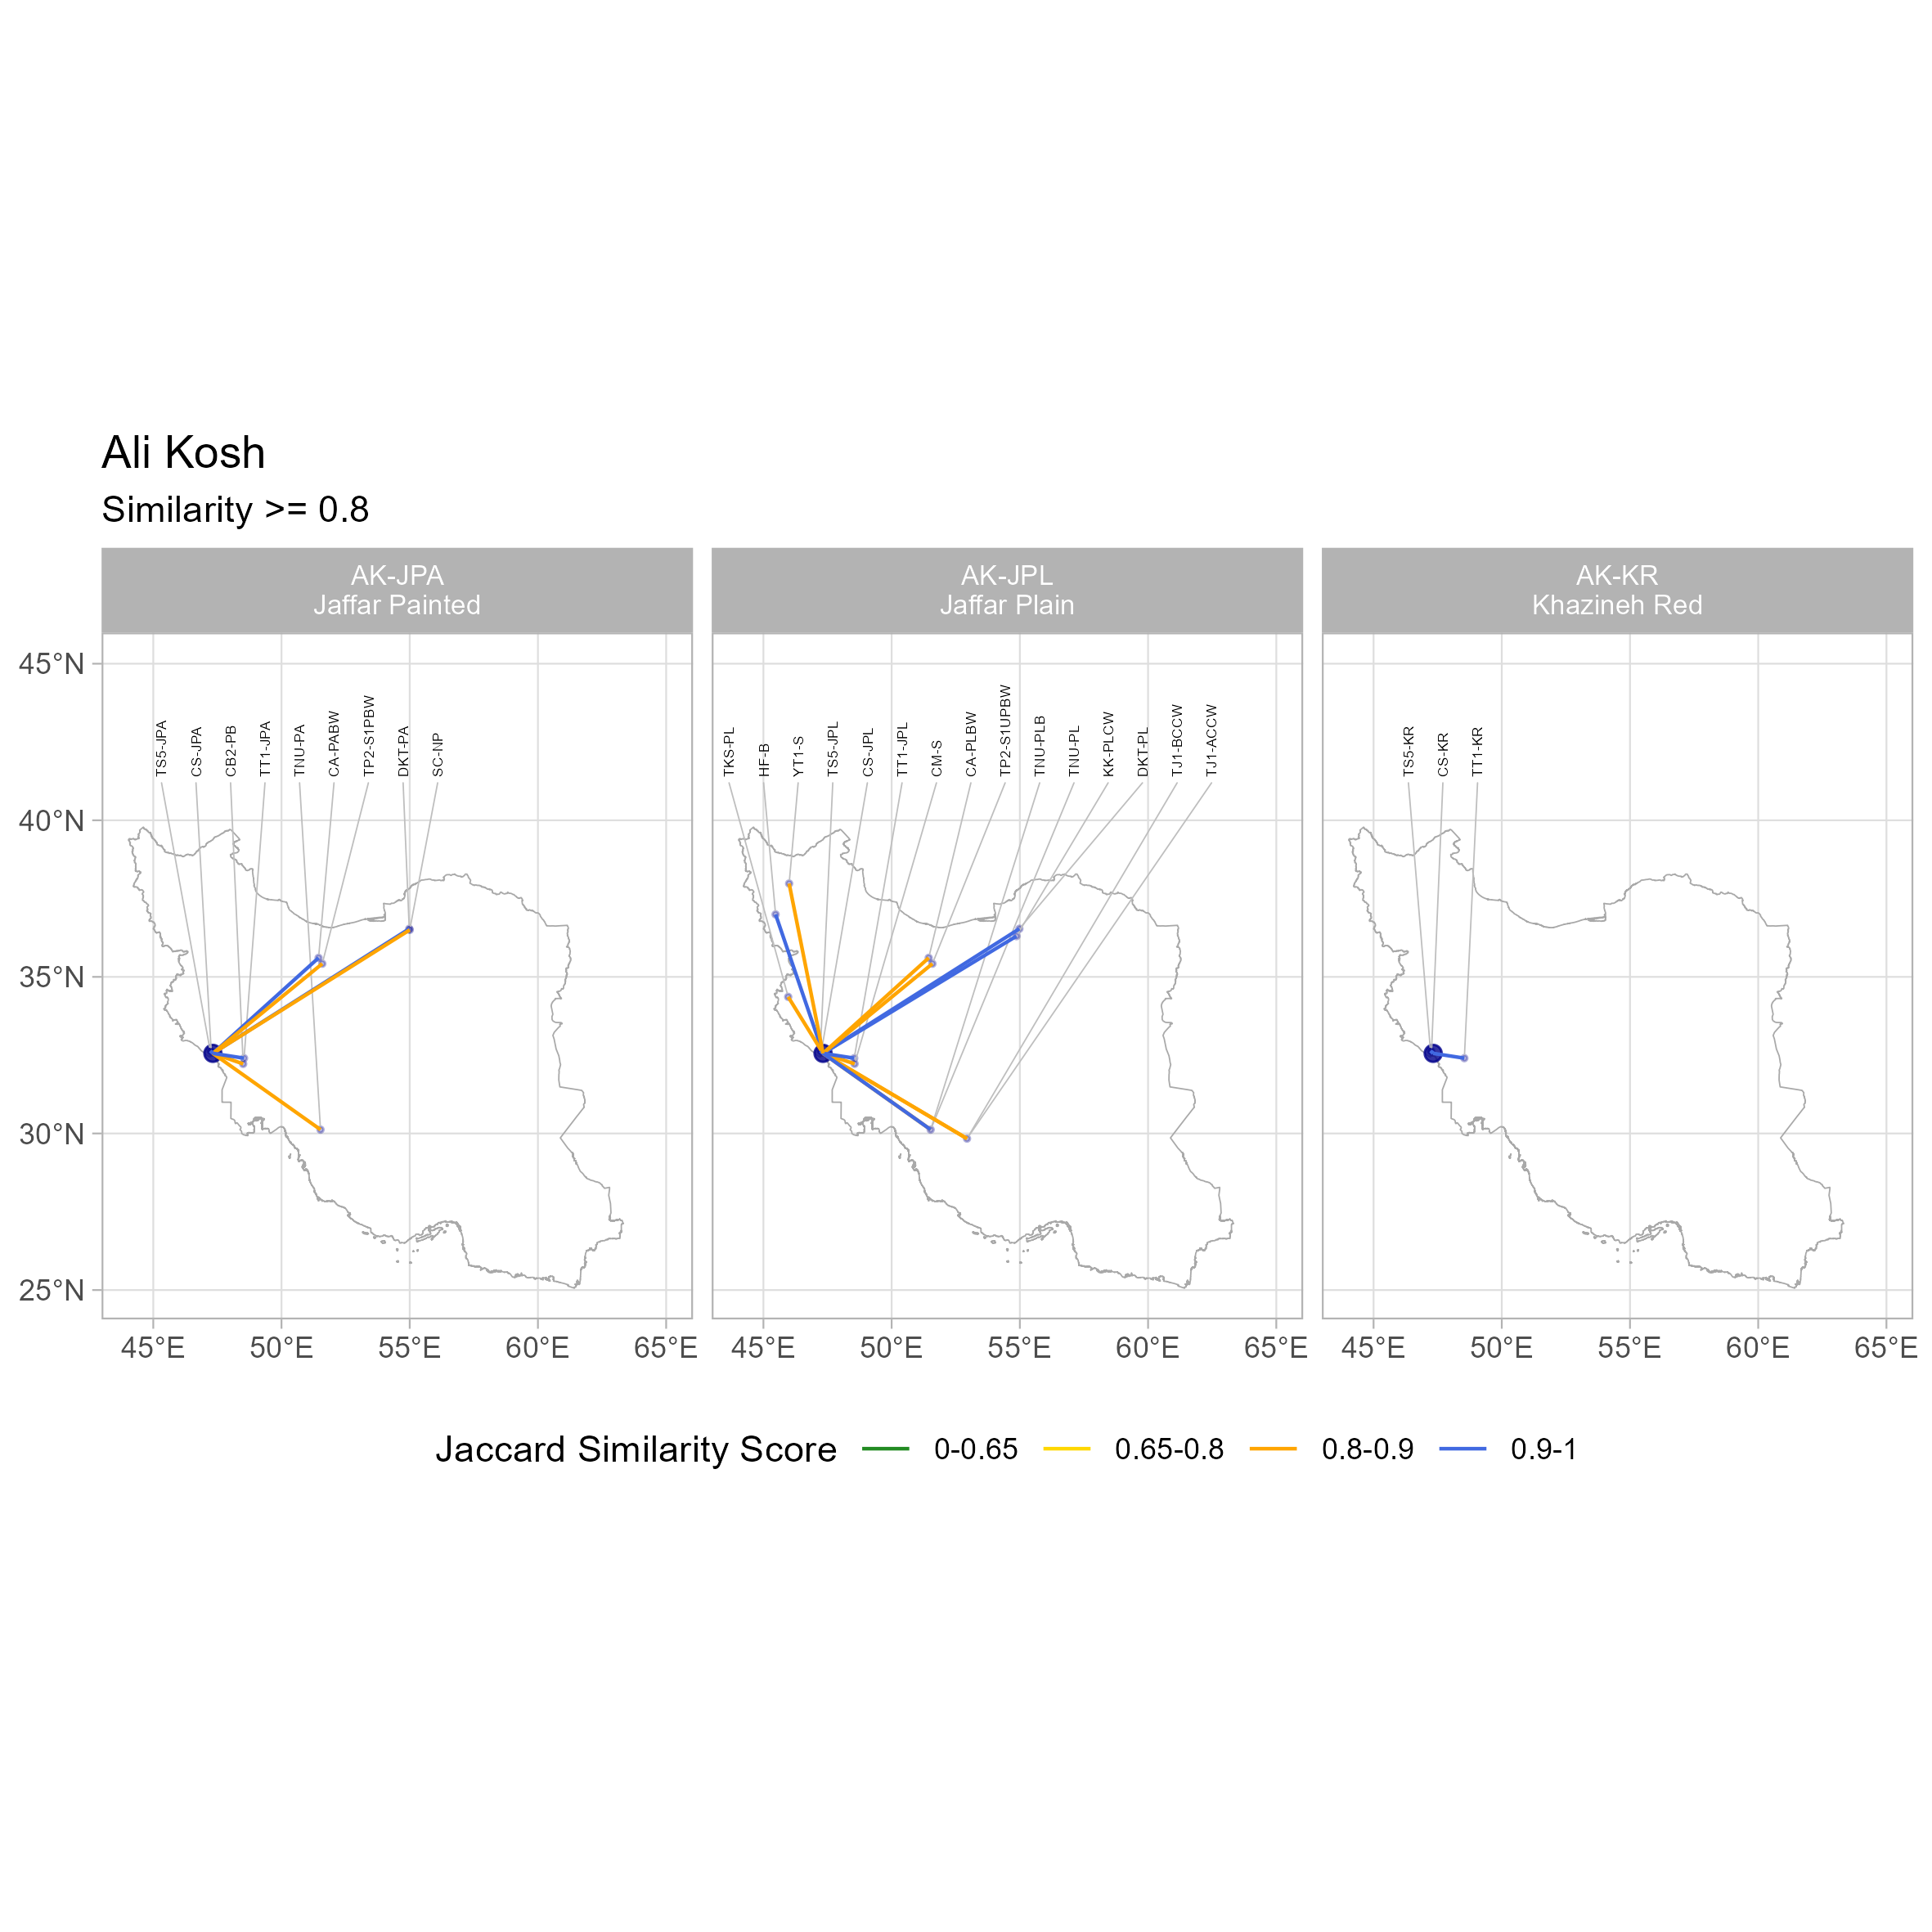 Ali Kosh
Similarity >= 0.8
AK-JPA
Jaffar Painted
AK-JPL
Jaffar Plain
AK-KR
Khazineh Red
45°N
40°N
35°N
30°N
25°N
TS5-JPA
CS-JPA
CB2-PB
TT1-JPA
TNU-PA
CA-PABW
TP2-S1PBW
DKT-PA
SC-NP
TKS-PL
HF-B
YT1-S
TS5-JPL
CS-JPL
TT1-JPL
CM-S
CA-PLBW
TP2-S1UPBW
TNU-PLB
TNU-PL
KK-PLCW
DKT-PL
TJ1-BCCW
TJ1-ACCW
TS5-KR
CS-KR
TT1-KR
45°E 50°E 55°E 60°E 65°E
45°E 50°E 55°E 60°E 65°E
45°E 50°E 55°E 60°E 65°E
Jaccard Similarity Score 0-0.65 0.65-0.8 0.8-0.9 0.9-1